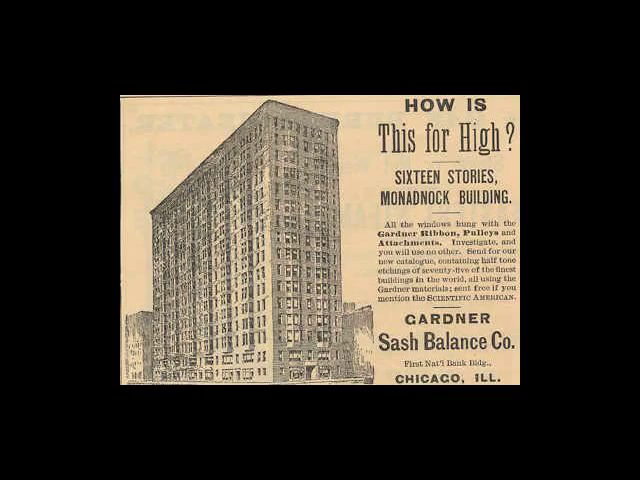 HOW IS
This for High?
SIXTEEN STORIES,
MONADNOCK BUILDING.
All the windows hung with the
Gardner Ribbon, Pulleys and
Attachments. Investigate, and
you will use no other. Send for our
new catalogue, containing half tone
etchings of seventy-five of the finest
buildings in the world, all using the
Gardner materials; sent free if you
mention the SCIENTIFIC AMERICAN.
GARDNER
Sash Balance Co.
First Nat'l Bank Bldg.,
CHICAGO, ILL.